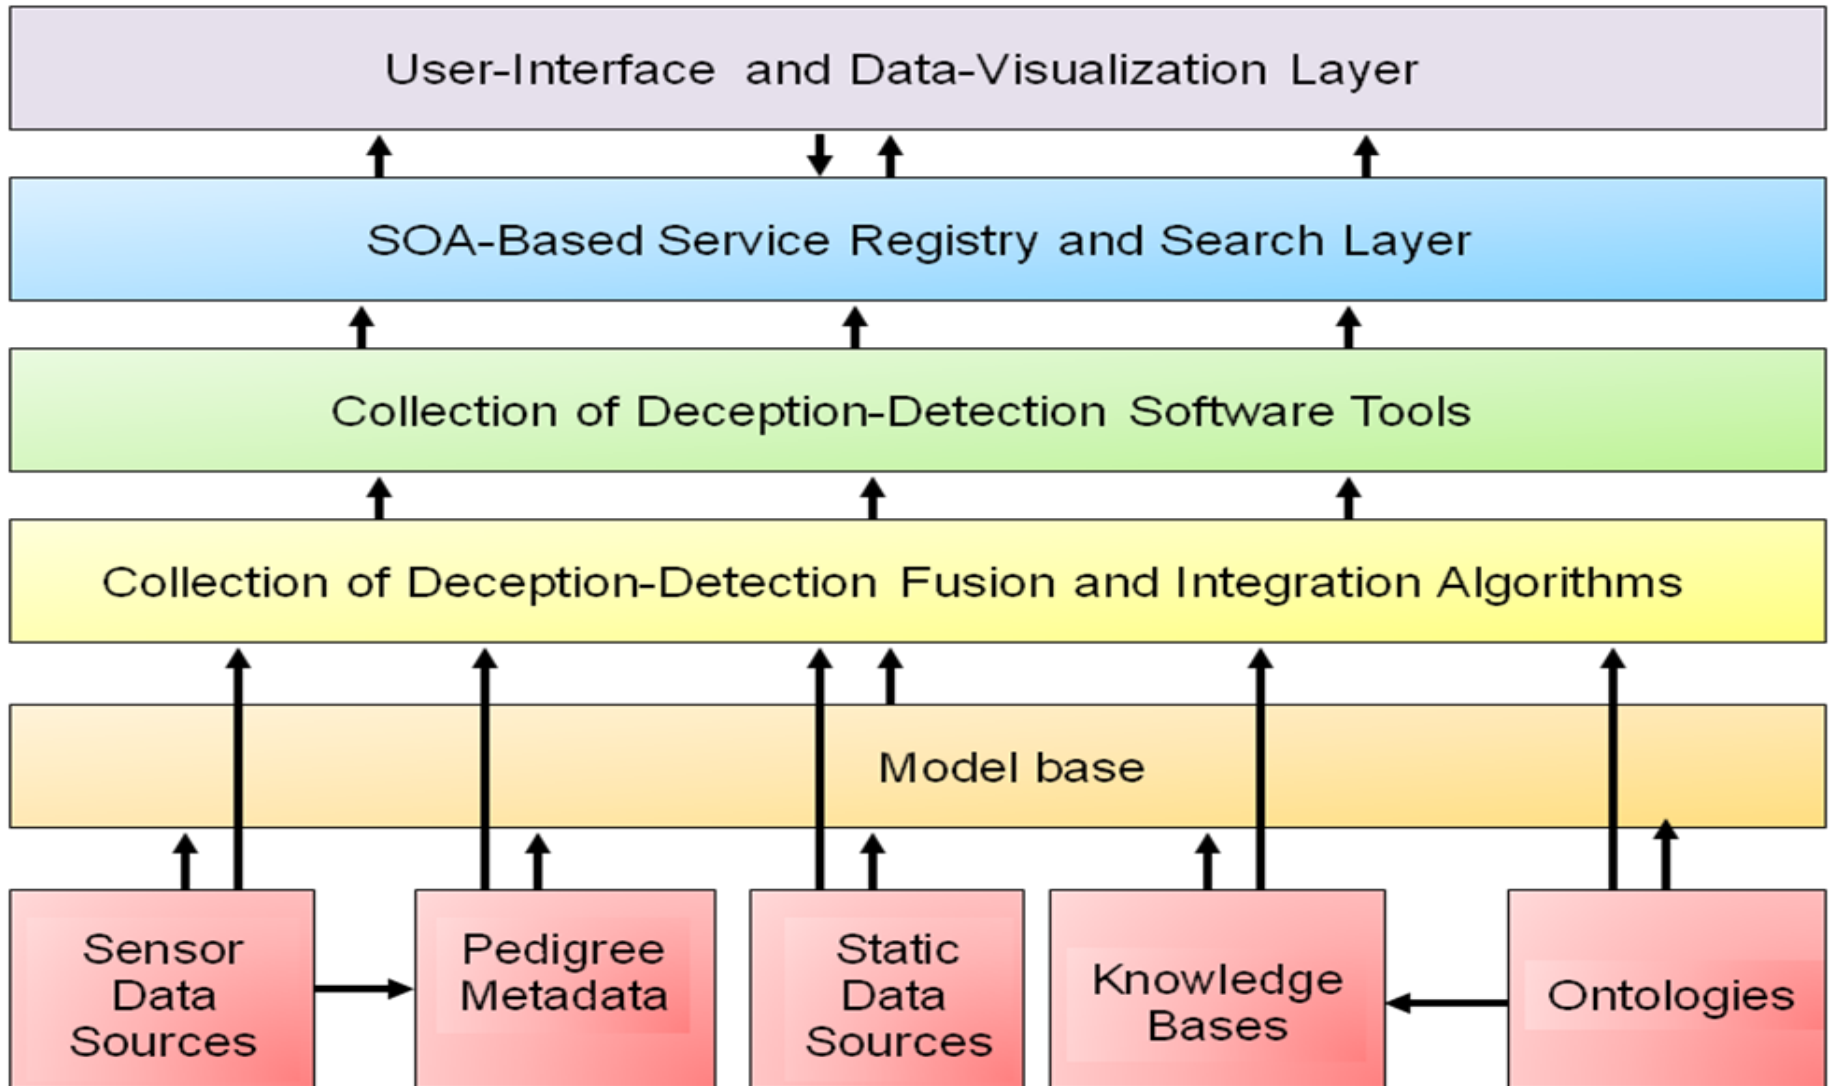 User-Interface and Data-Visualization Layer
SOA-Based Service Registry and Search Layer
Collection of Deception-Detection Software Tools
Collection of Deception-Detection Fusion and Integration Algorithms
Model base
Sensor
Data
Sources
Pedigree
Metadata
Static
Data
Sources
Knowledge
Bases
Ontologies